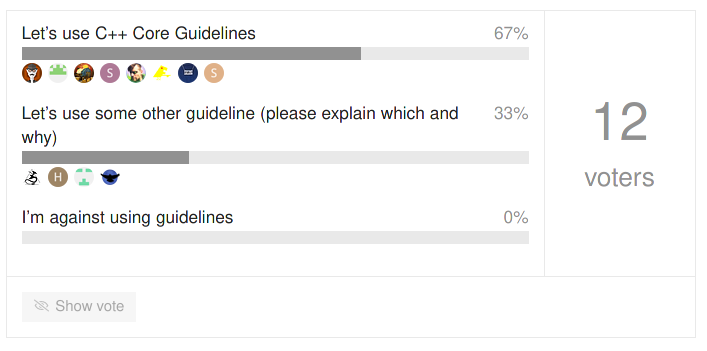 Let's use C++ Core Guidelines 67%
S S
Let's use some other guideline (please explain which and 33%
why)
H
I'm against using guidelines 0%
12
voters
Show vote